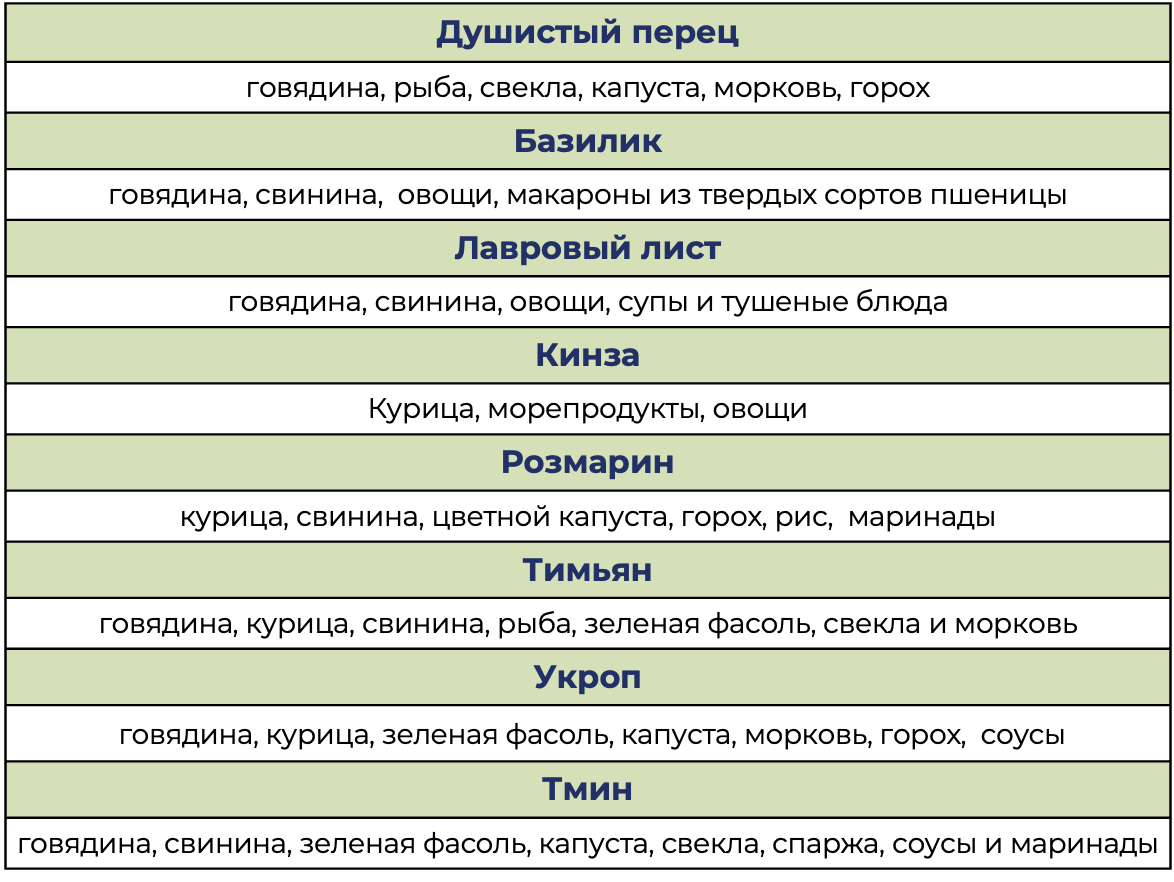 Душистый перец
говядина, рыба, свекла, капуста, морковь, горох
Базилик
говядина, свинина,  овощи, макароны из твердых сортов пшеницы
Лавровый лист
говядина, свинина, овощи, супы и тушеные блюда
Кинза
Курица, морепродукты, овощи
Розмарин
курица, свинина, цветной капуста, горох, рис,  маринады
Тимьян
говядина, курица, свинина, рыба, зеленая фасоль, свекла и морковь
Укроп
говядина, курица, зеленая фасоль, капуста, морковь, горох,  соусы
Тмин
говядина, свинина, зеленая фасоль, капуста, свекла, спаржа, соусы и маринады